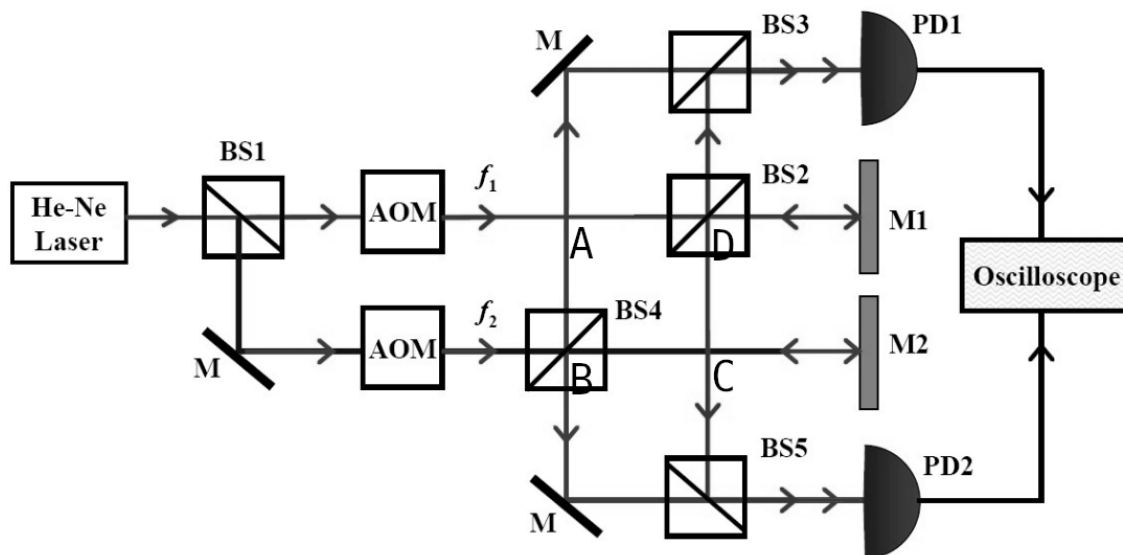 M
BS3
PD1
BS1
He-Ne
Laser
AOM
f1
BS2
M1
A
D
Oscilloscope
M
AOM
f2
BS4
M2
B
C
BS5
PD2
M